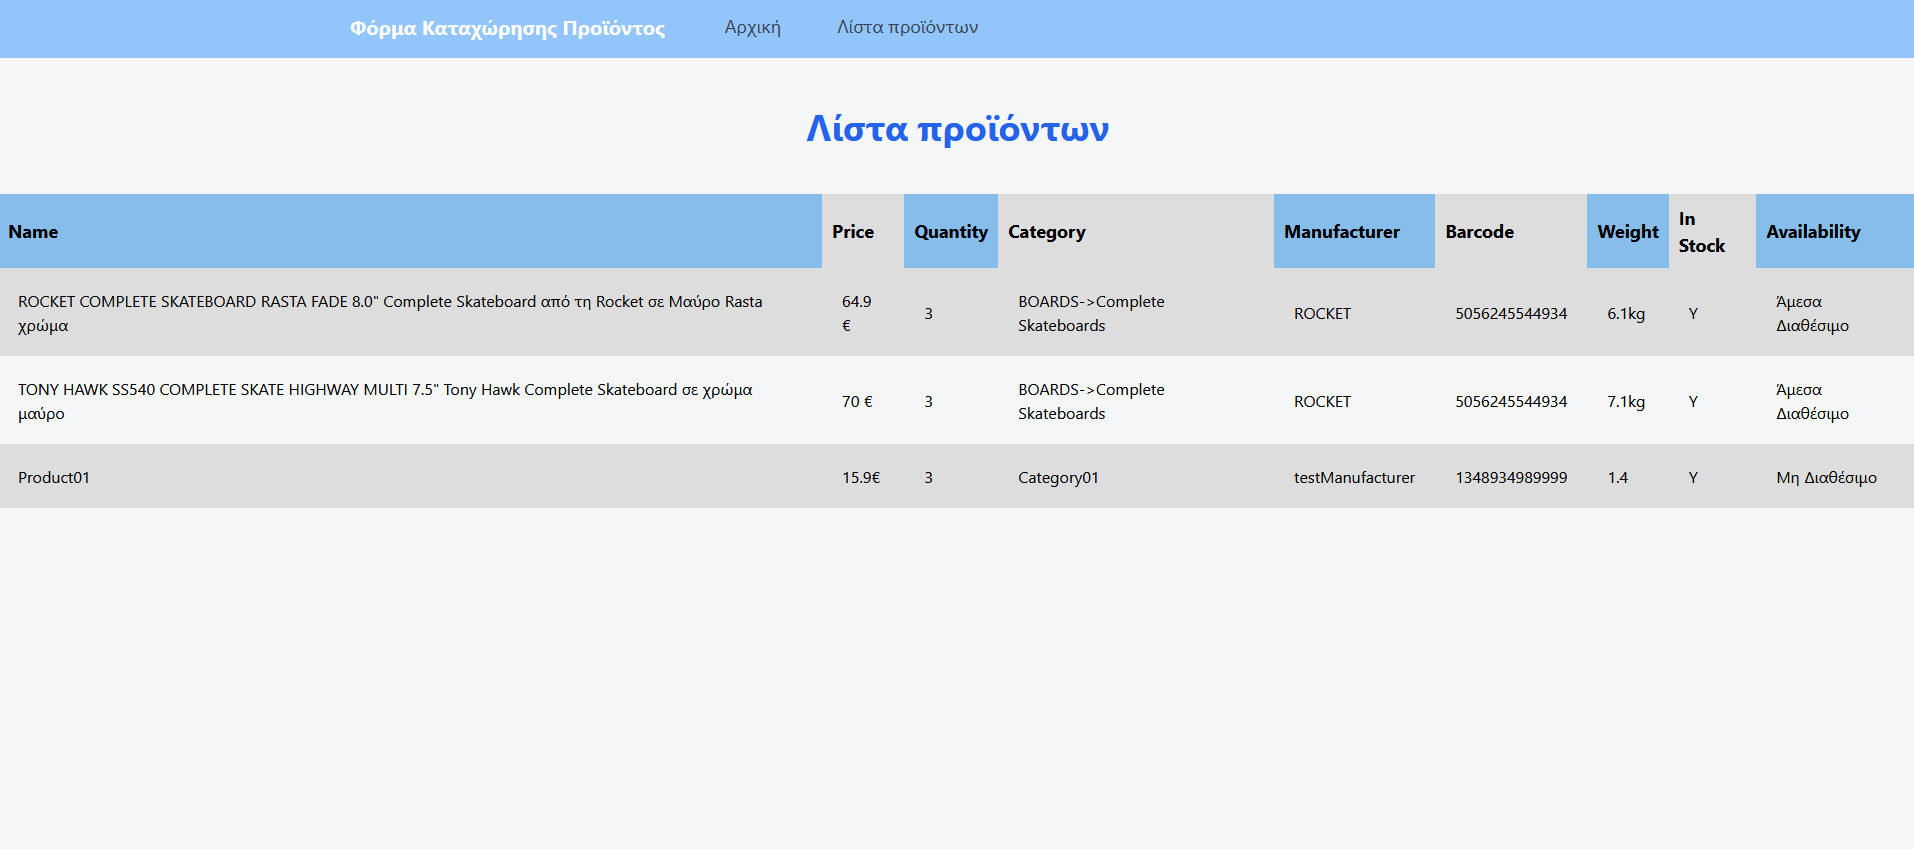 Φόρμα Καταχώρησης Προϊόντος Αρχική Λίστα προϊόντων
Λίστα προϊόντων
Name Price Quantity Category Manufacturer Barcode Weight In Stock Availability
ROCKET COMPLETE SKATEBOARD RASTA FADE 8.0" Complete Skateboard από τη Rocket σε Μαύρο Rasta
χρώμα
64.9
€
3
BOARDS->Complete
Skateboards
ROCKET
5056245544934
6.1kg
Y
Άμεσα
Διαθέσιμο
TONY HAWK SS540 COMPLETE SKATE HIGHWAY MULTI 7.5" Tony Hawk Complete Skateboard σε χρώμα
μαύρο
70 €
3
BOARDS->Complete
Skateboards
ROCKET
5056245544934
7.1kg
Y
Άμεσα
Διαθέσιμο
Product01 15.9€ 3 Category01 testManufacturer 1348934989999 1.4 Y Μη Διαθέσιμο